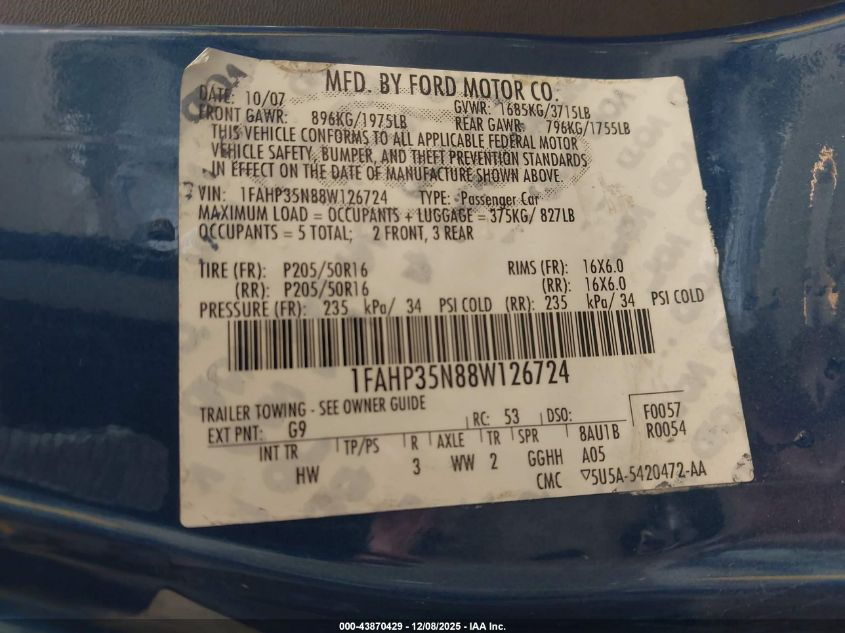 MFD. BY FORD MOTOR CO.
DATE: 10/07 GVWR: 1685KG/3715LB
FRONT GAWR: 896KG/1975LB REAR GAWR: 796KG/1755LB
THIS VEHICLE CONFORMS TO ALL APPLICABLE FEDERAL MOTOR
VEHICLE SAFETY, BUMPER, AND THEFT PREVENTION STANDARDS
IN EFFECT ON THE DATE OF MANUFACTURE SHOWN ABOVE.
VIN: 1FAHP35N88W126724 TYPE: Passenger Car
MAXIMUM LOAD = OCCUPANTS + LUGGAGE = 375KG/ 827LB
OCCUPANTS = 5 TOTAL; 2 FRONT, 3 REAR
TIRE (FR): P205/50R16 RIMS (FR): 16X6.0
(RR): P205/50R16 (RR): 16X6.0
PRESSURE (FR): 235 kPa/ 34 PSI COLD (RR): 235 kPa/ 34 PSI COLD
1FAHP35N88W126724
TRAILER TOWING - SEE OWNER GUIDE
EXT PNT: G9 RC: 53 DSO: F0057
INT TR TP/PS R AXLE TR SPR 8AU1B R0054
HW 3 WW 2 GGHH A05
CMC ▽5U5A-5420472-AA
000-43870429 - 12/08/2025 - IAA Inc.